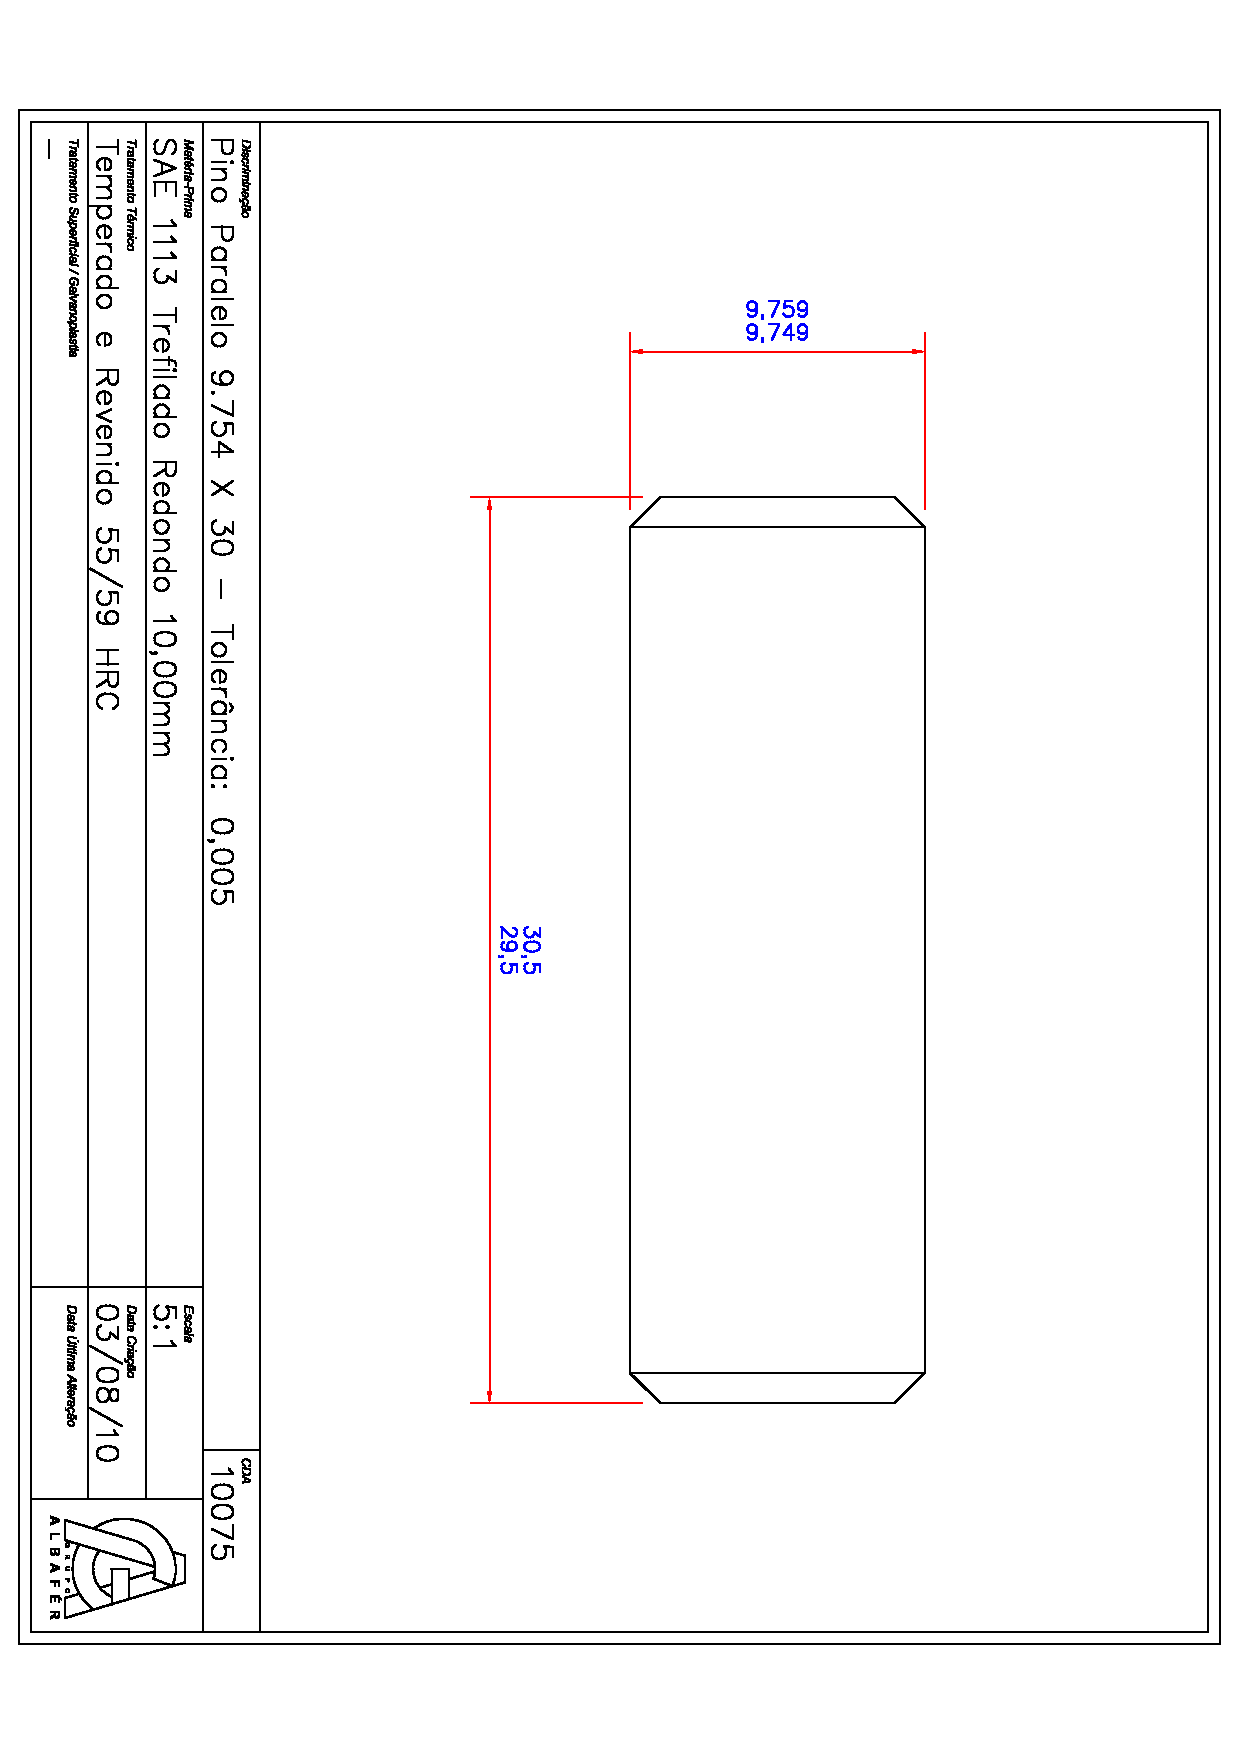 9,759
9,749
30,5
29,5
Discriminação
Pino Paralelo 9.754 X 30 – Tolerância: 0,005
CDA
10075
Matéria-Prima
SAE 1113 Trefilado Redondo 10,00mm
Escala
5:1
Tratamento Térmico
Temperado e Revenido 55/59 HRC
Data Criação
03/08/10
Tratamento Superficial / Galvanoplastia
–
Data Última Alteração
GRUPO
ALBAFÉR